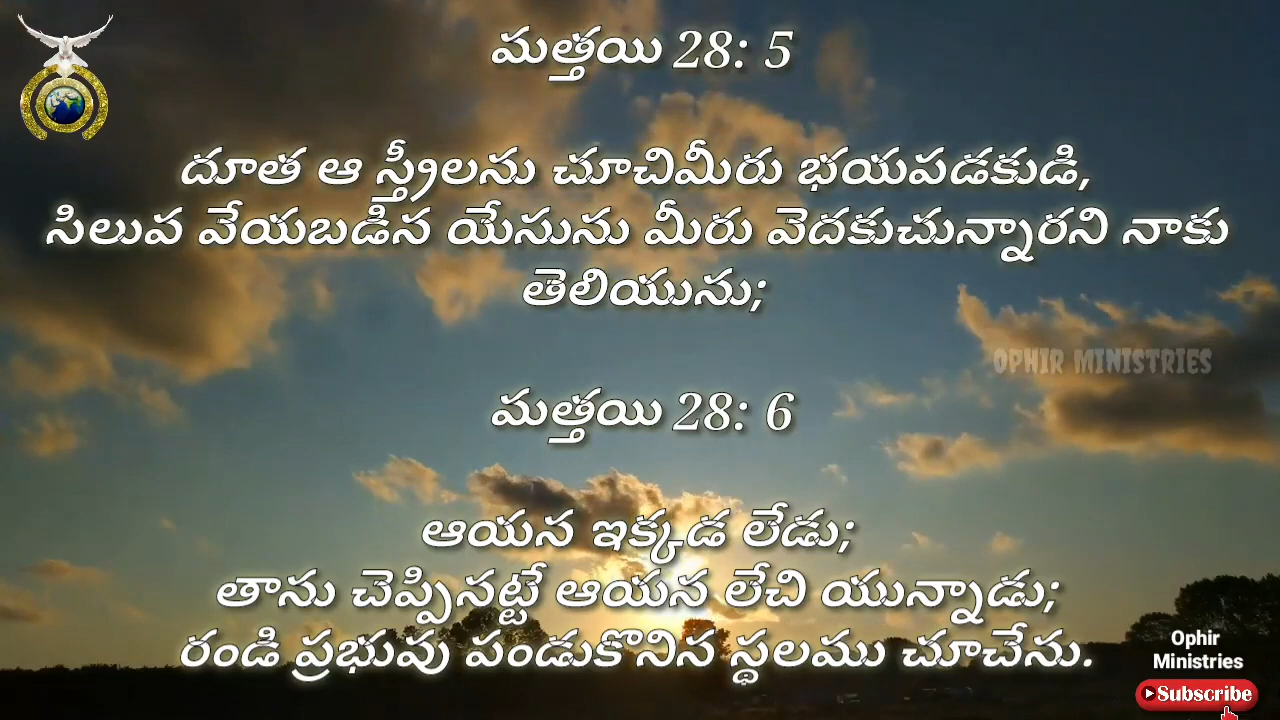 మత్తయి 28: 5
దూత ఆ స్త్రీలను చూచిమీరు భయపడకుడి,
సిలువ వేయబడిన యేసును మీరు వెదకుచున్నారని నాకు
తెలియును;
OPHIR MINISTRIES
మత్తయి 28: 6
ఆయన ఇక్కడ లేడు;
తాను చెప్పినట్టే ఆయన లేచి యున్నాడు;
రండి ప్రభువు పండుకొనిన స్థలము చూచేను.
Ophir
Ministries
Subscribe